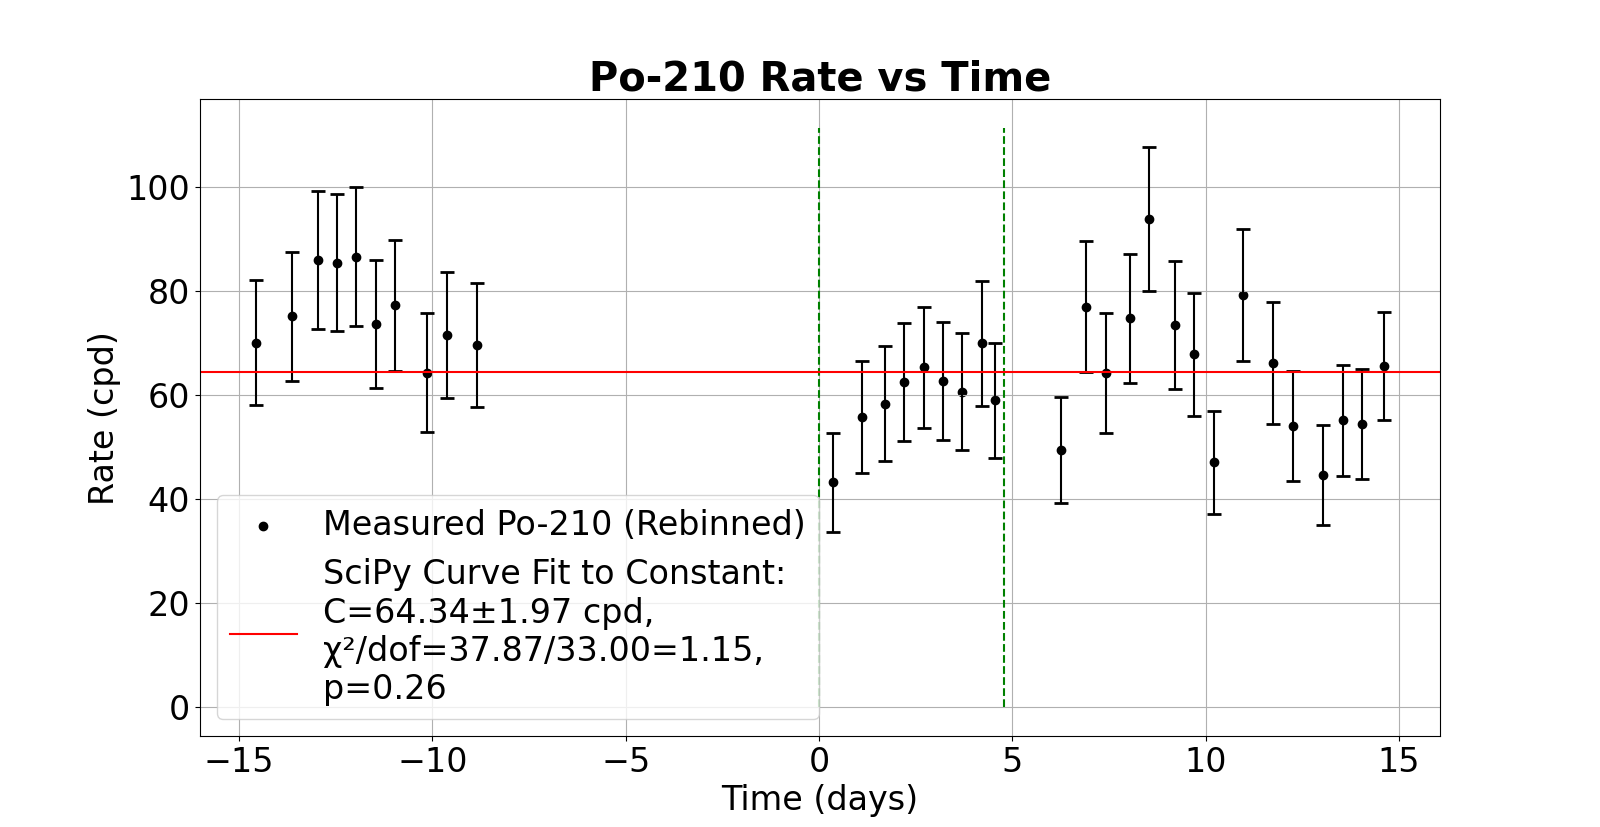 Po-210 Rate vs Time
Rate (cpd)
100
80
60
40
20
0
Measured Po-210 (Rebinned)
SciPy Curve Fit to Constant:
C=64.34±1.97 cpd,
χ²/dof=37.87/33.00=1.15,
p=0.26
−15 −10 −5 0 5 10 15
Time (days)